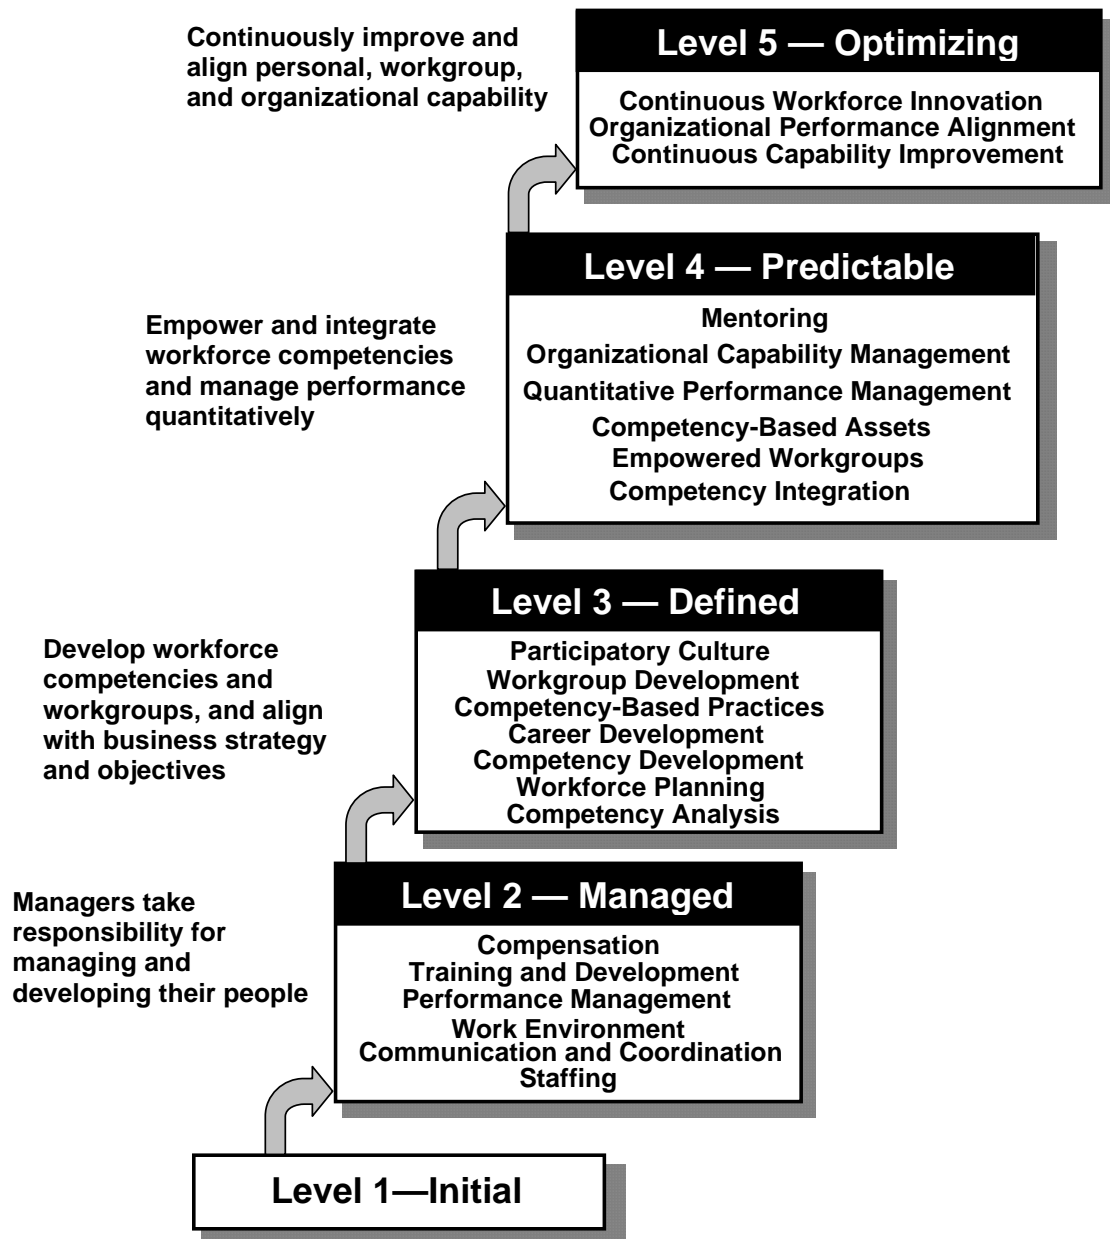 Continuously improve and
align personal, workgroup,
and organizational capability
Level 5 — Optimizing
Continuous Workforce Innovation
Organizational Performance Alignment
Continuous Capability Improvement
Empower and integrate
workforce competencies
and manage performance
quantitatively
Level 4 — Predictable
Mentoring
Organizational Capability Management
Quantitative Performance Management
Competency-Based Assets
Empowered Workgroups
Competency Integration
Develop workforce
competencies and
workgroups, and align
with business strategy
and objectives
Level 3 — Defined
Participatory Culture
Workgroup Development
Competency-Based Practices
Career Development
Competency Development
Workforce Planning
Competency Analysis
Managers take
responsibility for
managing and
developing their people
Level 2 — Managed
Compensation
Training and Development
Performance Management
Work Environment
Communication and Coordination
Staffing
Level 1—Initial